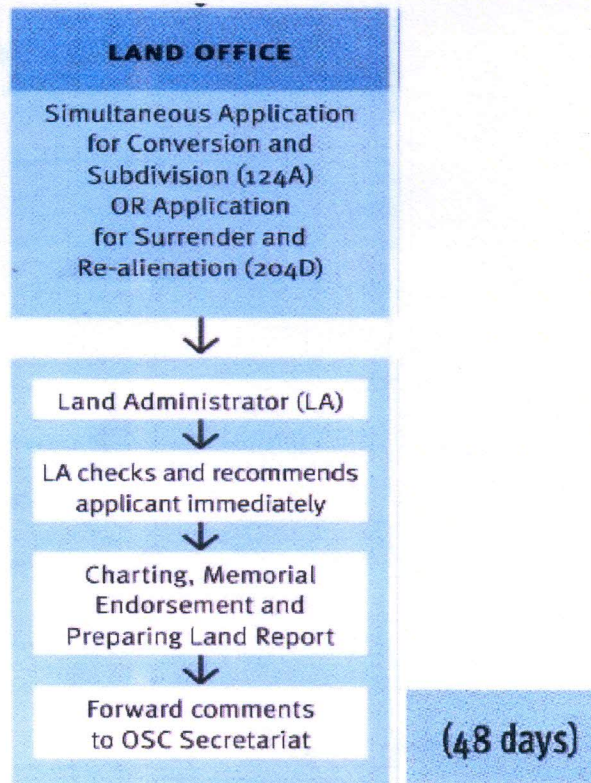 LAND OFFICE
Simultaneous Application
for Conversion and
Subdivision (124A)
OR Application
for Surrender and
Re-alienation (204D)
Land Administrator (LA)
LA checks and recommends
applicant immediately
Charting, Memorial
Endorsement and
Preparing Land Report
Forward comments
to OSC Secretariat
(48 days)